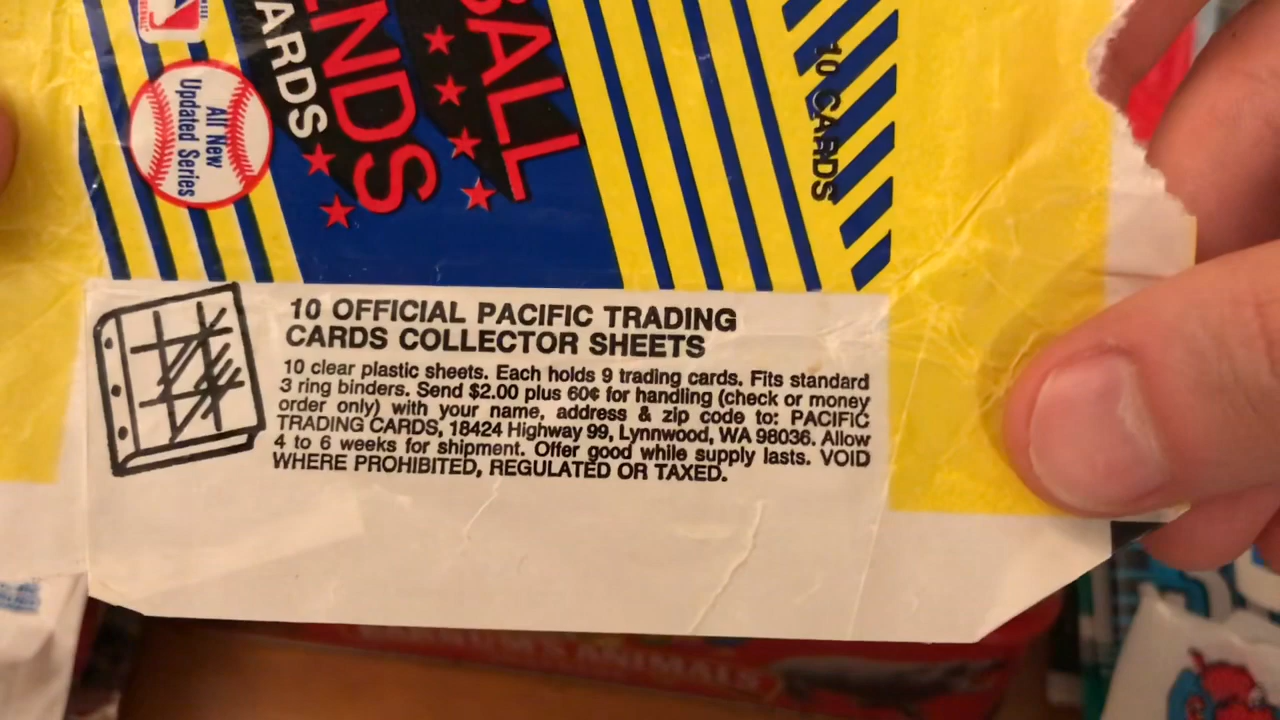 BALL
ENDS
ARDS
All New
Updated Series
10 CARDS
10 OFFICIAL PACIFIC TRADING
CARDS COLLECTOR SHEETS
10 clear plastic sheets. Each holds 9 trading cards. Fits standard
3 ring binders. Send $2.00 plus 60¢ for handling (check or money
order only) with your name, address & zip code to: PACIFIC
TRADING CARDS, 18424 Highway 99, Lynnwood, WA 98036. Allow
4 to 6 weeks for shipment. Offer good while supply lasts. VOID
WHERE PROHIBITED, REGULATED OR TAXED.
ANIMALS